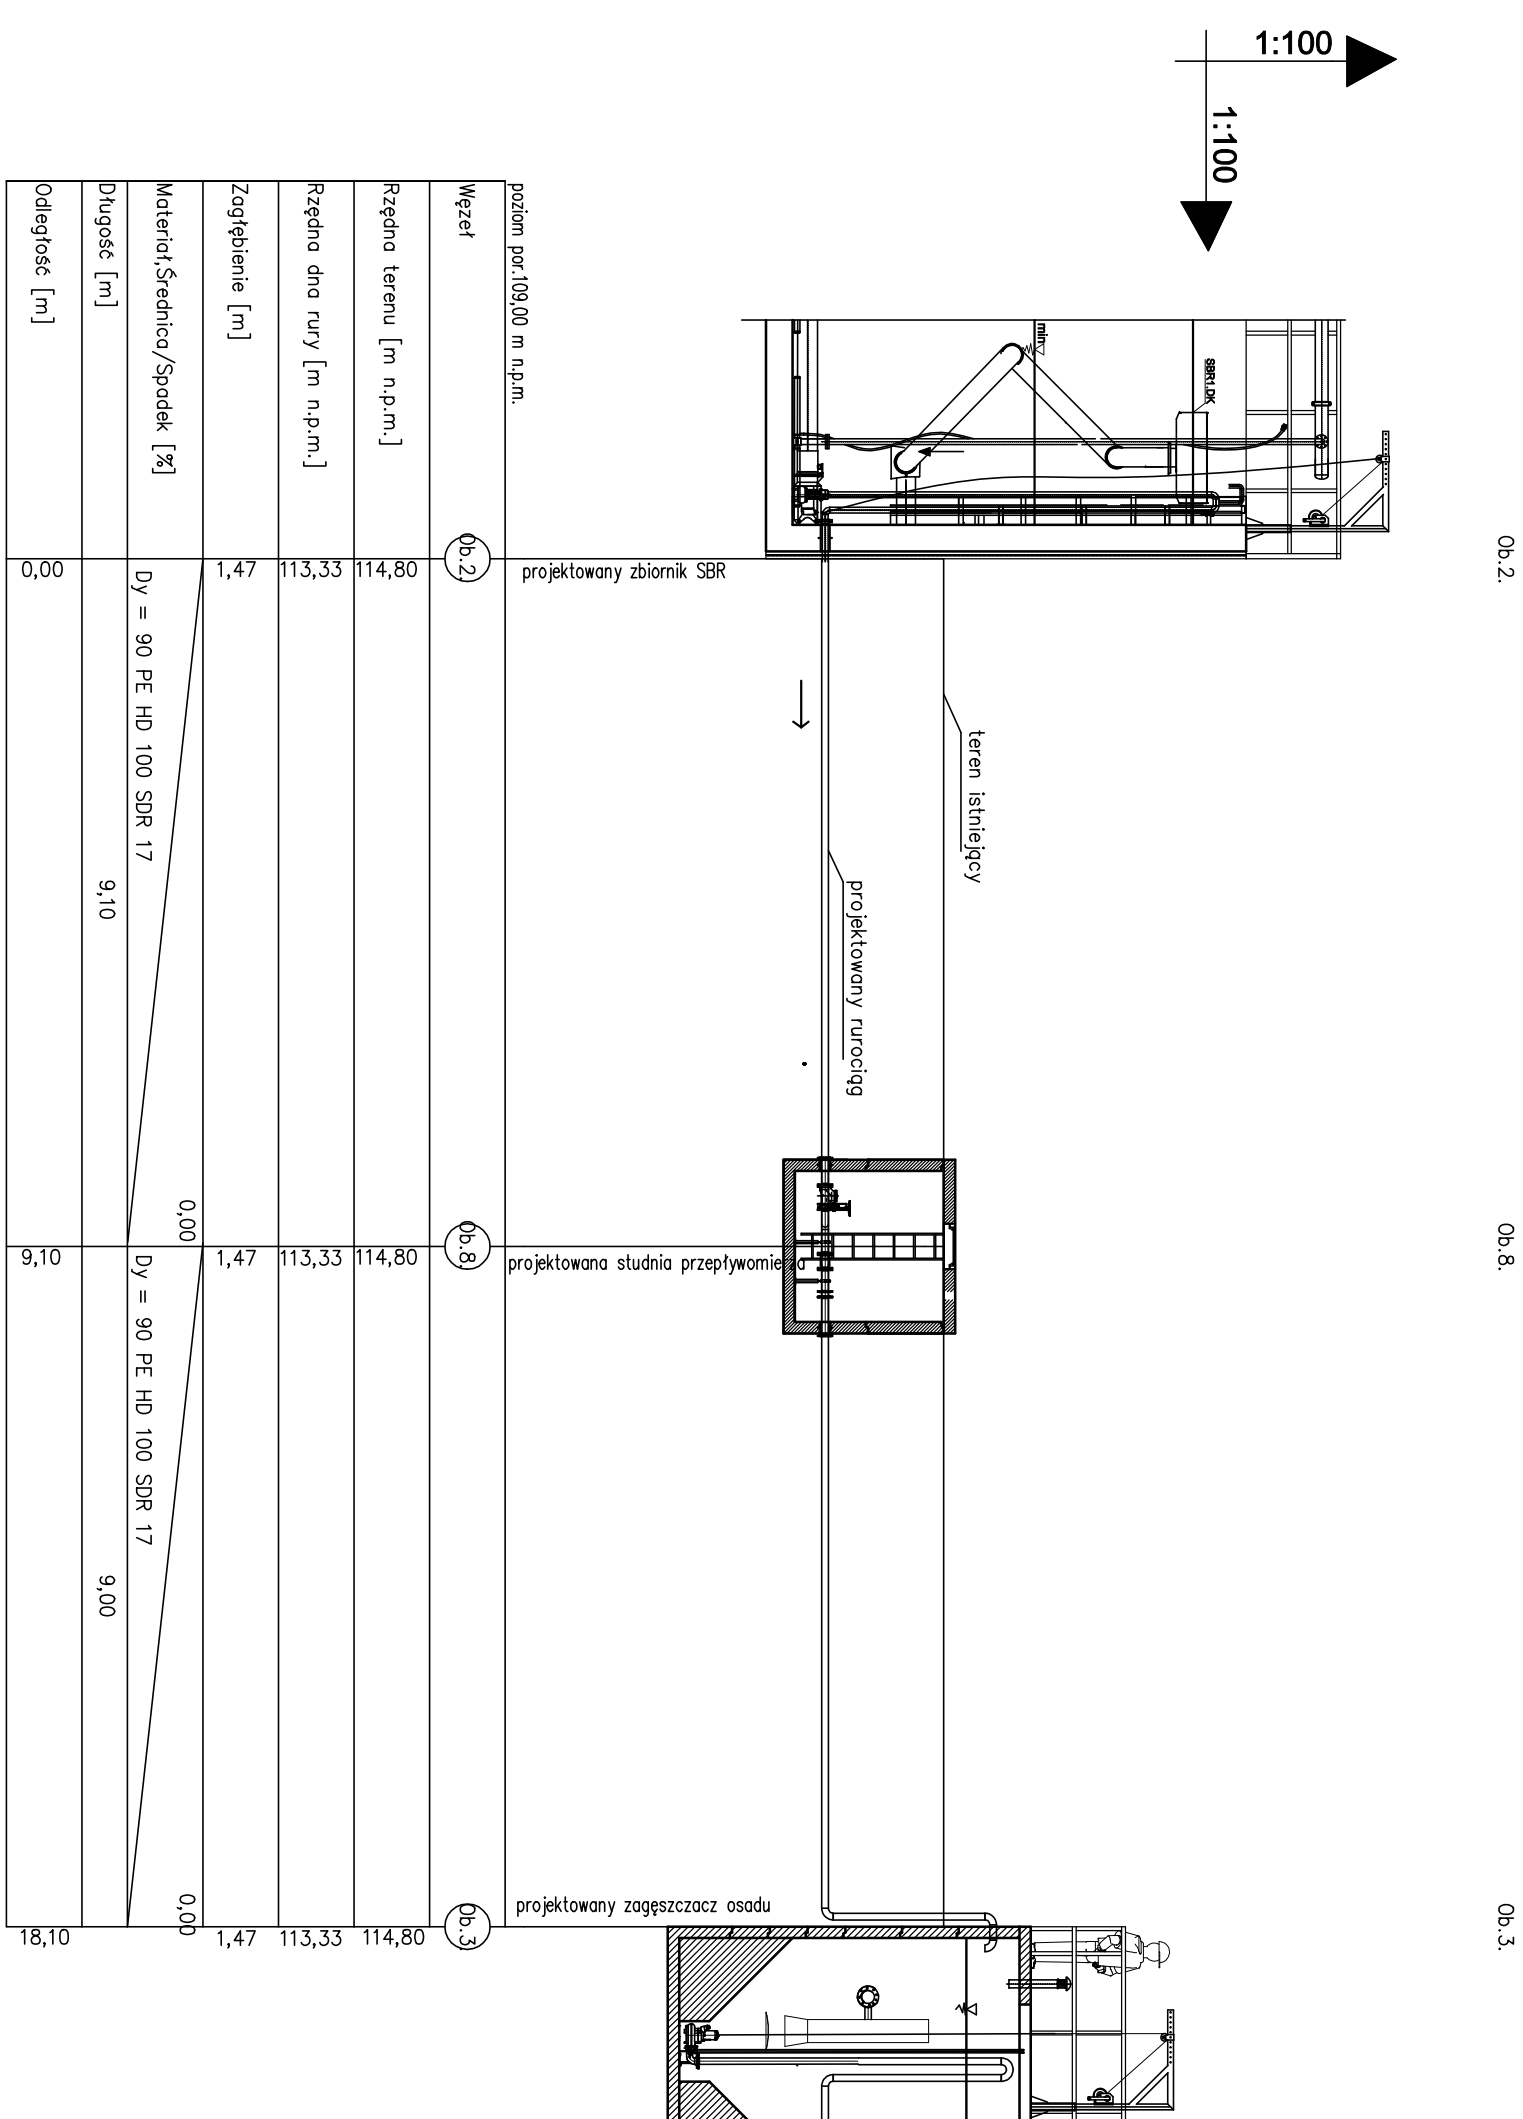 1:100
1:100
Ob.2.
Ob.8.
Ob.3.
SBR1.DK
min
teren istniejący
projektowany rurociąg
poziom por.109,00 m n.p.m.
projektowany zbiornik SBR
projektowana studnia przepływomierza
projektowany zagęszczacz osadu
Węzeł
Ob.2.
Ob.8.
Ob.3.
Rzędna terenu [m n.p.m.]
114,80
114,80
114,80
Rzędna dna rury [m n.p.m.]
113,33
113,33
113,33
Zagłębienie [m]
1,47
1,47
1,47
Materiał,Średnica/Spadek [%]
Dy = 90 PE HD 100 SDR 17
0,00
Dy = 90 PE HD 100 SDR 17
0,00
Długość [m]
9,10
9,00
Odległość [m]
0,00
9,10
18,10